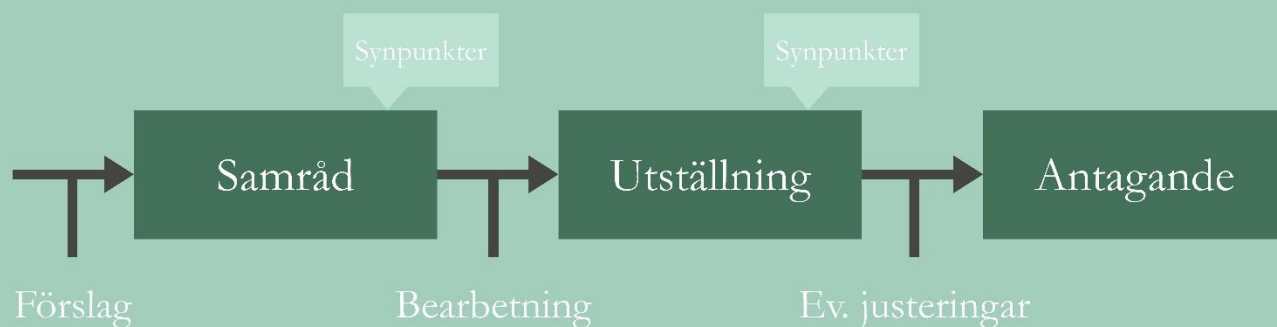 Synpunkter
Synpunkter
Samråd
Utställning
Antagande
Förslag
Bearbetning
Ev. justeringar